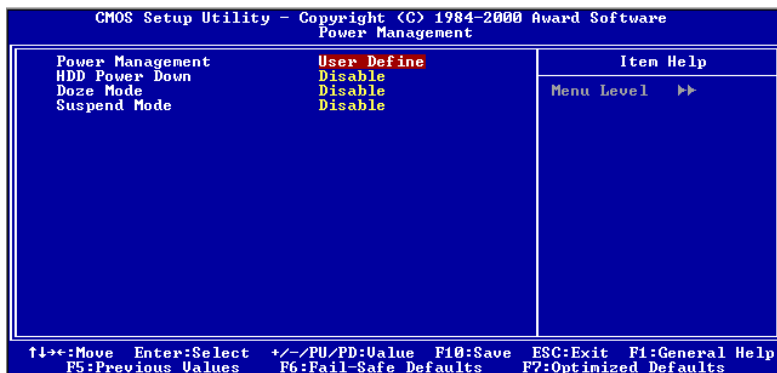 CMOS Setup Utility - Copyright (C) 1984-2000 Award Software
Power Management
Power Management User Define
HDD Power Down Disable
Doze Mode Disable
Suspend Mode Disable
Item Help
Menu Level ►►
↑↓→←:Move Enter:Select +/-/PU/PD:Value F10:Save ESC:Exit F1:General Help
F5:Previous Values F6:Fail-Safe Defaults F7:Optimized Defaults